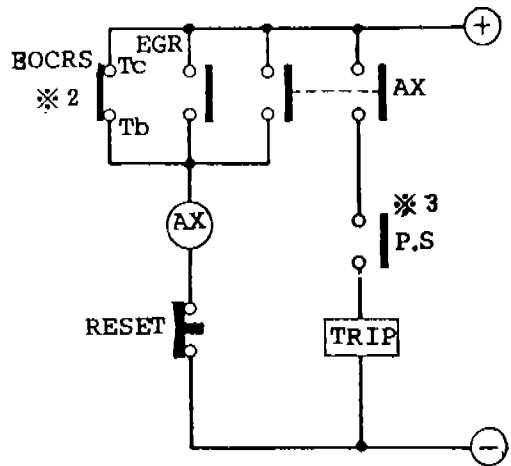 +
EGR
EOCRS Tc
AX
※2
Tb
※3
AX
P.S
RESET
TRIP
−